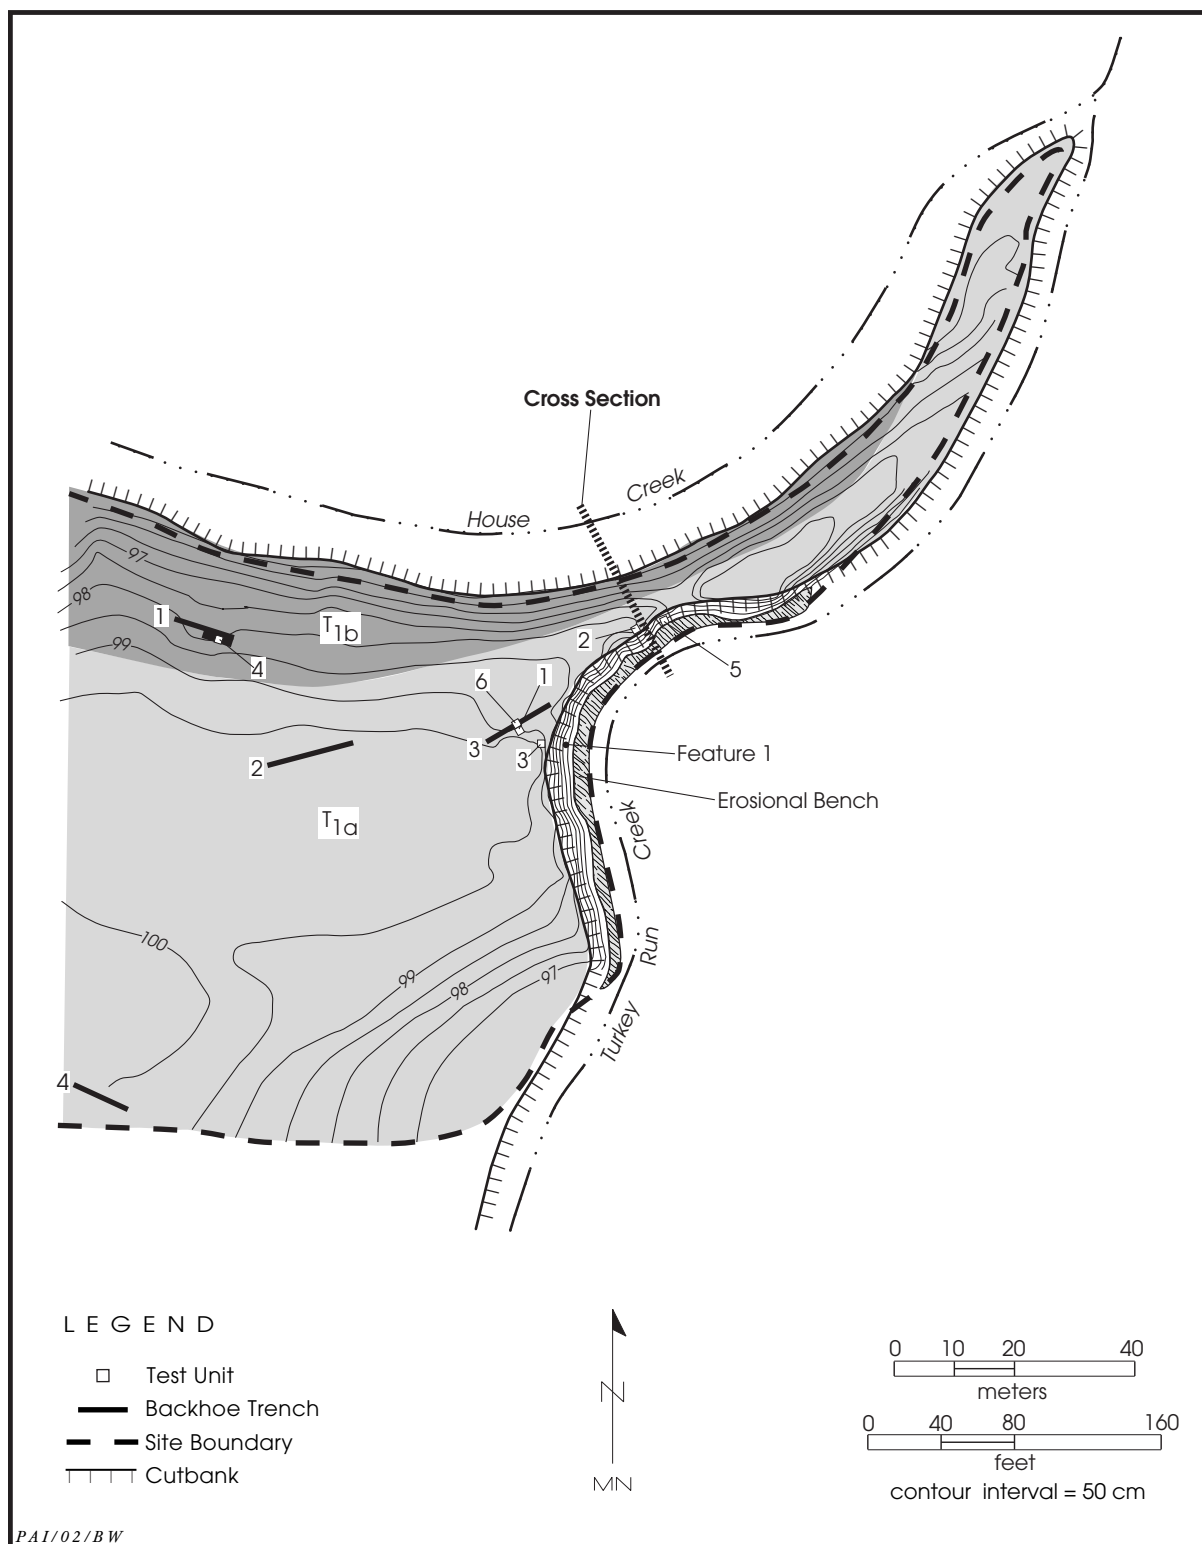 Cross Section
House
Creek
97
98
1
T1b
99
4
2
5
6
1
3
3
Feature 1
2
Erosional Bench
T1a
Creek
100
Run
99
98
97
Turkey
4
LEGEND
Test Unit
Backhoe Trench
Site Boundary
Cutbank
N
MN
0 10 20 40
meters
0 40 80 160
feet
contour interval = 50 cm
PAI/02/BW